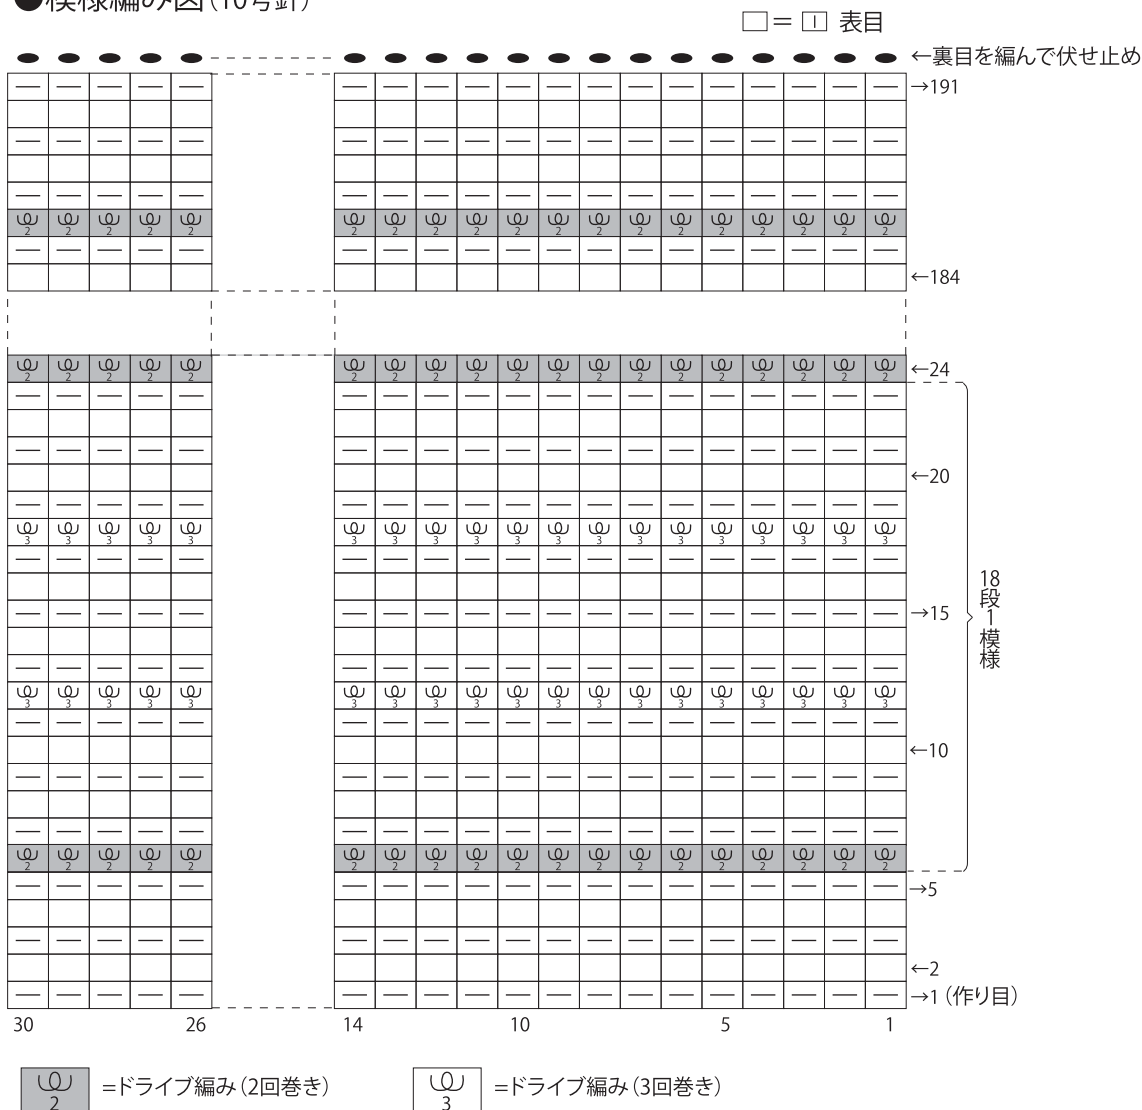 ●模様編み図(10号針)
□=|表目
←裏目を編んで伏せ止め
→191
←184
←24
←20
→15
←10
→5
←2
→1(作り目)
18段1模様
30 26 14 10 5 1
2 =ドライブ編み(2回巻き) 3 =ドライブ編み(3回巻き)